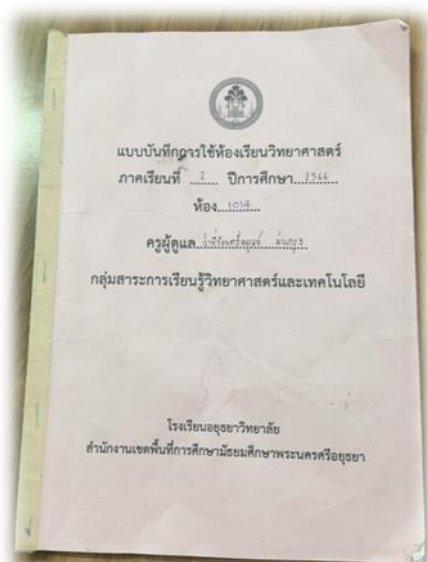 แบบบันทึกการใช้ห้องเรียนวิทยาศาสตร์
ภาคเรียนที่ ...2... ปีการศึกษา...2566...
ห้อง...1014...
ครูผู้ดูแล
กลุ่มสาระการเรียนรู้วิทยาศาสตร์และเทคโนโลยี
โรงเรียนอยุธยาวิทยาลัย
สำนักงานเขตพื้นที่การศึกษามัธยมศึกษาพระนครศรีอยุธยา